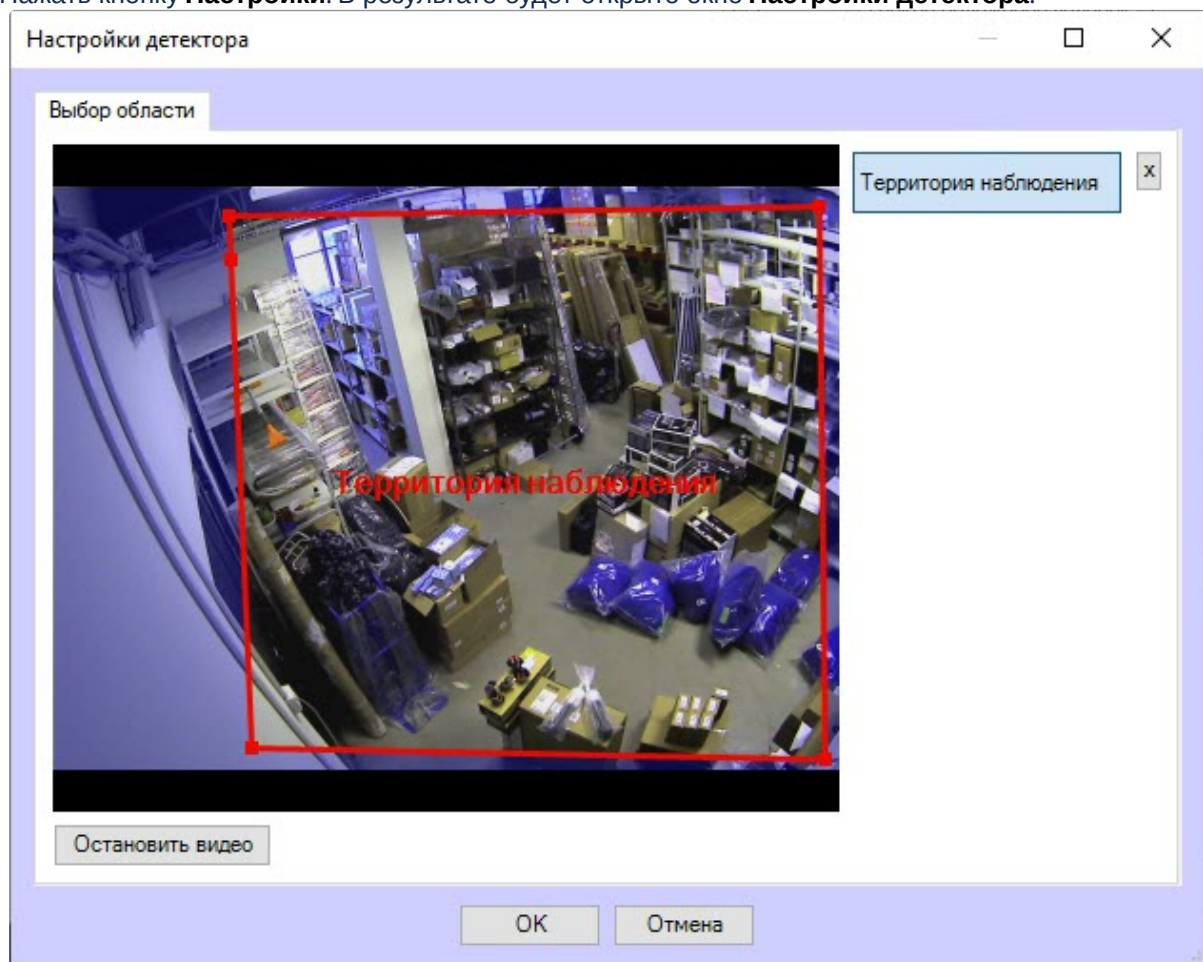 Нажать кнопку Настройки. В результате будет открыто окно Настройки детектора.
Настройки детектора
Выбор области
Территория наблюдения
x
Территория наблюдения
Остановить видео
OK
Отмена